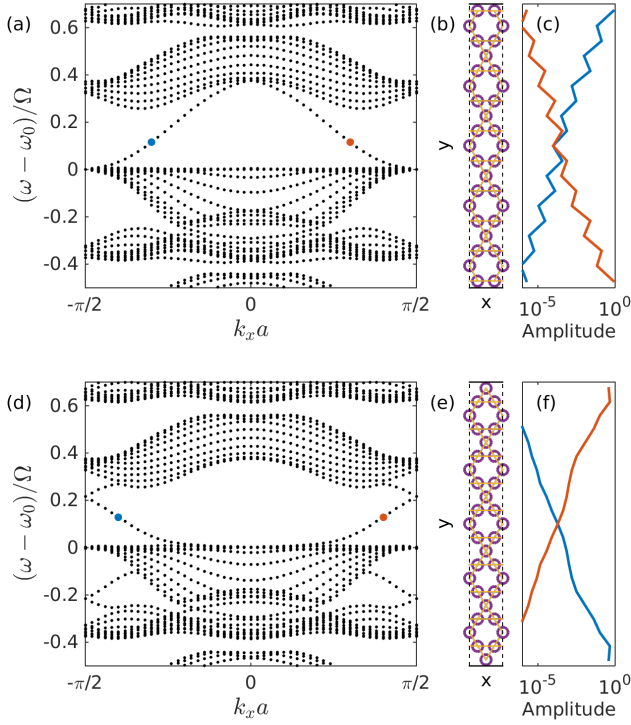 (a)
(b)
(c)
0.6
0.4
0.2
0
-0.2
-0.4
(ω − ω₀)/Ω
-π/2
0
π/2
kₓa
y
x
10⁻⁵
10⁰
Amplitude
(d)
(e)
(f)
0.6
0.4
0.2
0
-0.2
-0.4
(ω − ω₀)/Ω
-π/2
0
π/2
kₓa
y
x
10⁻⁵
10⁰
Amplitude